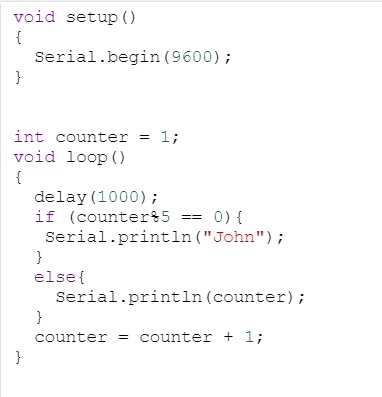 void setup()
{
  Serial.begin(9600);
}
int counter = 1;
void loop()
{
  delay(1000);
  if (counter%5 == 0){
   Serial.println("John");
  }
  else{
    Serial.println(counter);
  }
  counter = counter + 1;
}